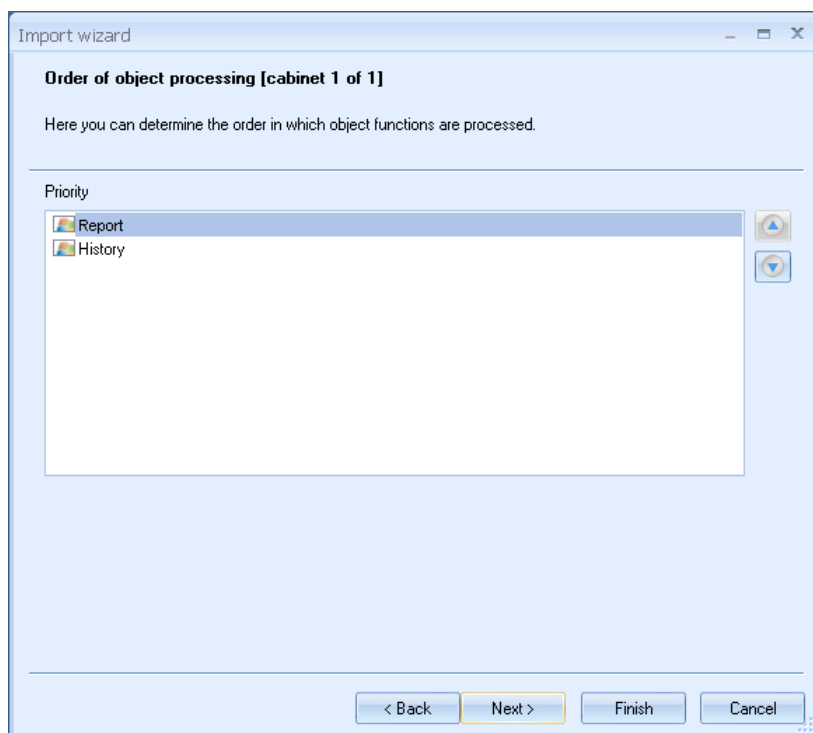 Import wizard
Order of object processing [cabinet 1 of 1]
Here you can determine the order in which object functions are processed.
Priority
Report
History
< Back Next > Finish Cancel